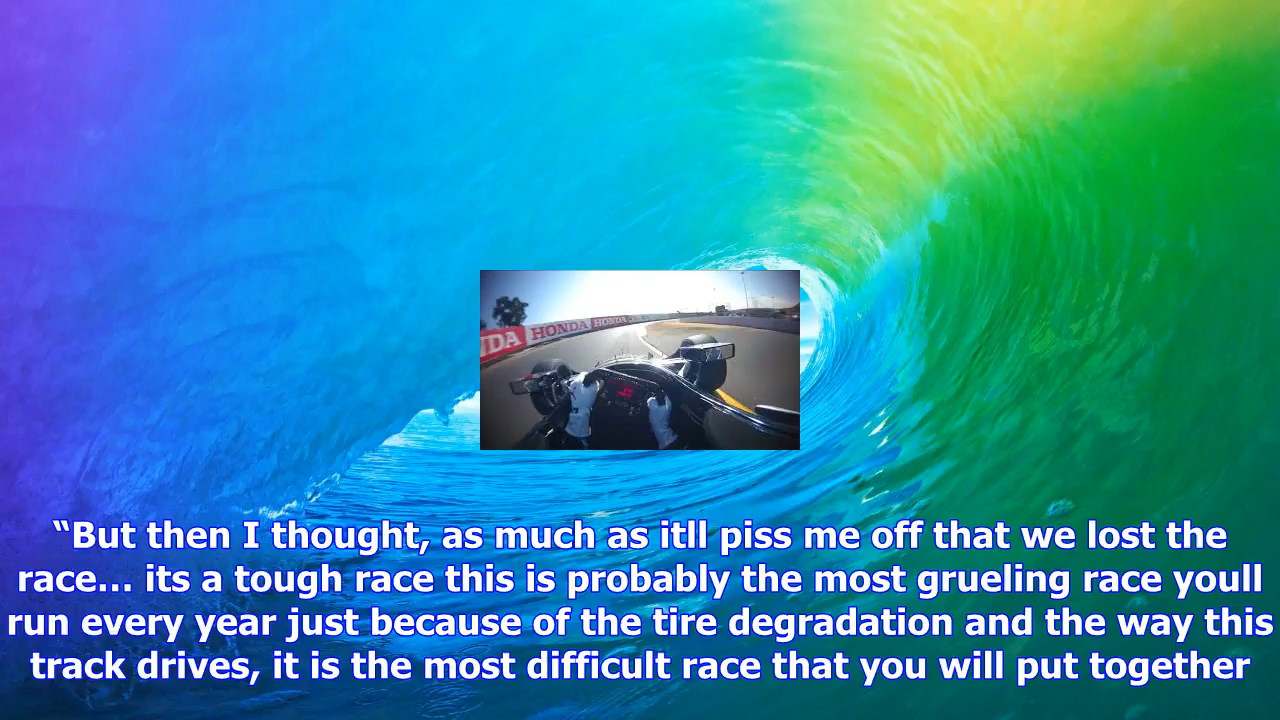 NDA HONDA HONDA
“But then I thought, as much as itll piss me off that we lost the
race... its a tough race this is probably the most grueling race youll
run every year just because of the tire degradation and the way this
track drives, it is the most difficult race that you will put together